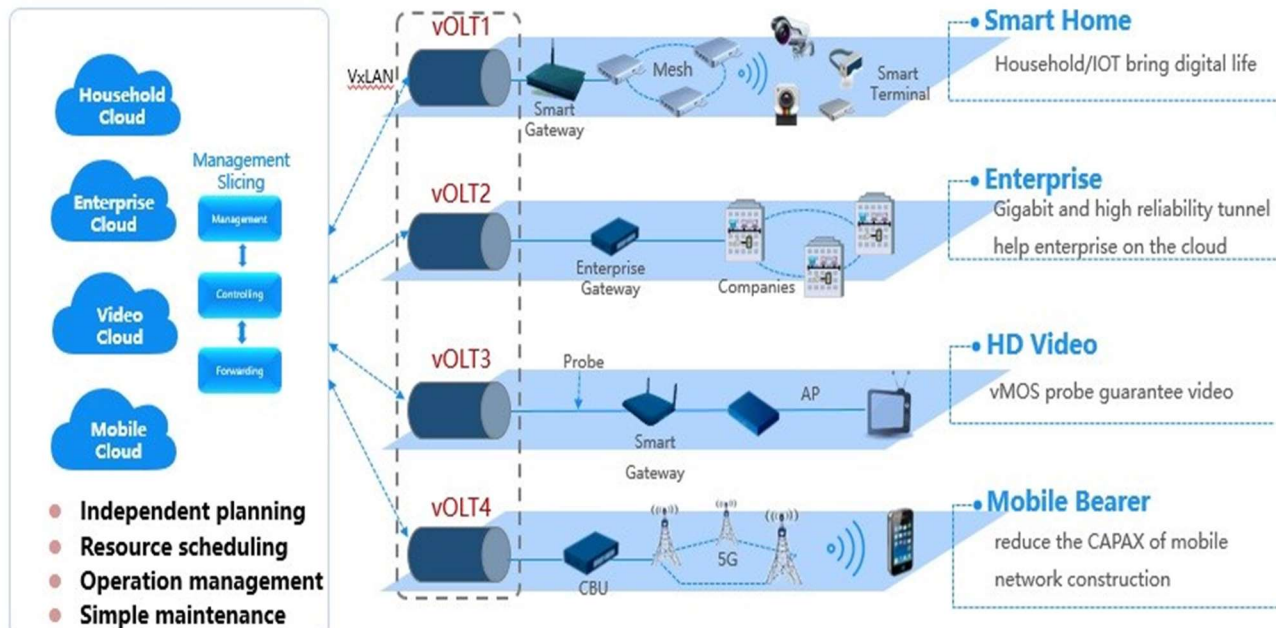 Household
Cloud
Enterprise
Cloud
Video
Cloud
Mobile
Cloud
Management
Slicing
Management
Controlling
Forwarding
Independent planning
Resource scheduling
Operation management
Simple maintenance
VxLAN
vOLT1
Smart
Gateway
Mesh
Smart
Terminal
Smart Home
Household/IOT bring digital life
vOLT2
Enterprise
Gateway
Companies
Enterprise
Gigabit and high reliability tunnel
help enterprise on the cloud
vOLT3
Probe
Smart
Gateway
AP
HD Video
vMOS probe guarantee video
vOLT4
CBU
5G
Mobile Bearer
reduce the CAPAX of mobile
network construction